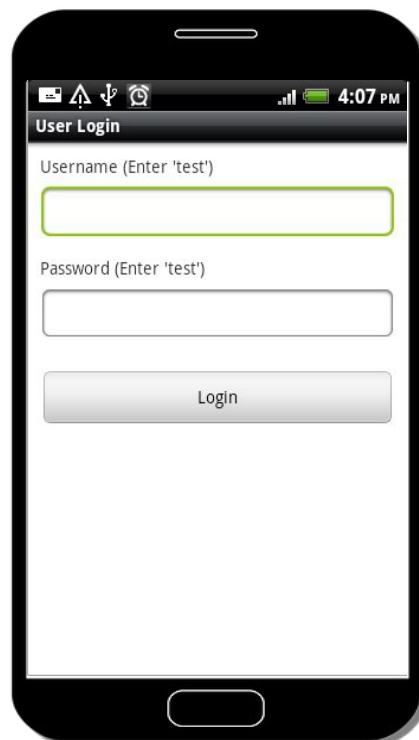 4:07 PM
User Login
Username (Enter 'test')
Password (Enter 'test')
Login